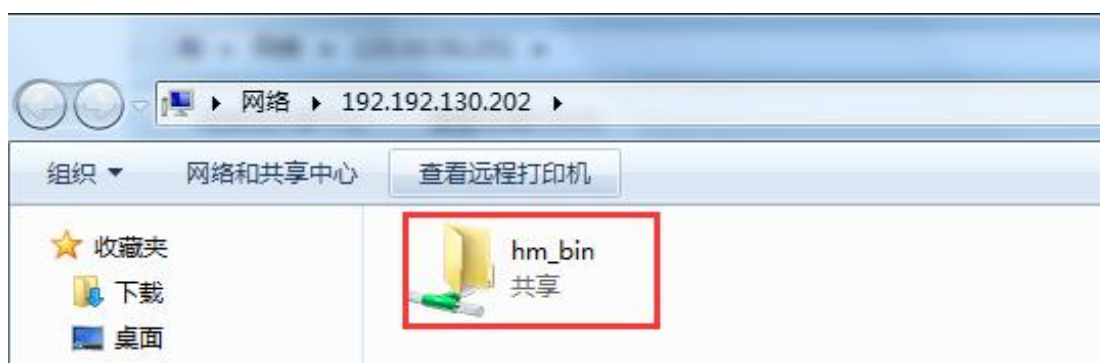 网络 192.192.130.202
组织 网络和共享中心 查看远程打印机
收藏夹
下载
桌面
hm_bin
共享